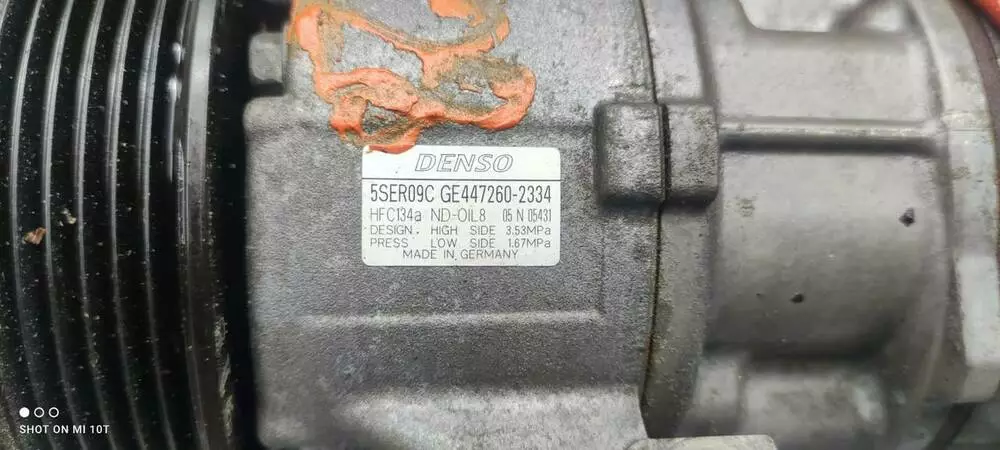 DENSO
5SER09C GE447260-2334
HFC134a ND-OIL8 05 N 05431
DESIGN. HIGH SIDE 3.53MPa
PRESS LOW SIDE 1.67MPa
MADE IN GERMANY
SHOT ON MI 10T